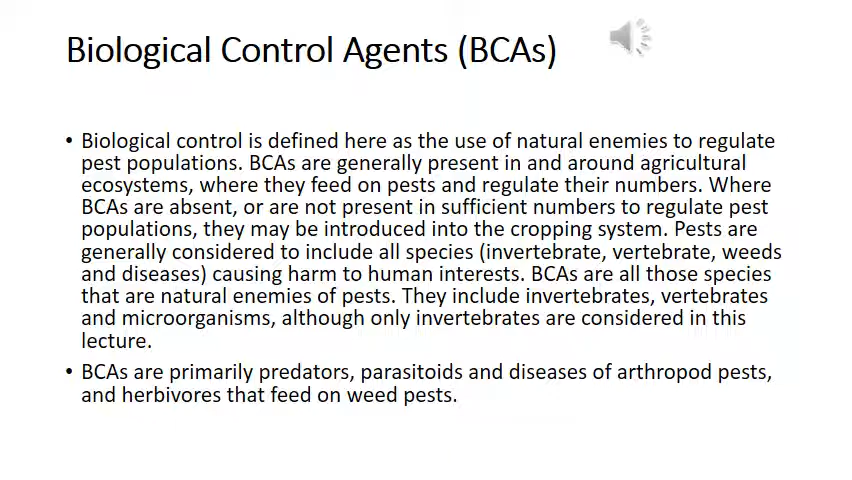 Biological Control Agents (BCAs)
• Biological control is defined here as the use of natural enemies to regulate
pest populations. BCAs are generally present in and around agricultural
ecosystems, where they feed on pests and regulate their numbers. Where
BCAs are absent, or are not present in sufficient numbers to regulate pest
populations, they may be introduced into the cropping system. Pests are
generally considered to include all species (invertebrate, vertebrate, weeds
and diseases) causing harm to human interests. BCAs are all those species
that are natural enemies of pests. They include invertebrates, vertebrates
and microorganisms, although only invertebrates are considered in this
lecture.
• BCAs are primarily predators, parasitoids and diseases of arthropod pests,
and herbivores that feed on weed pests.